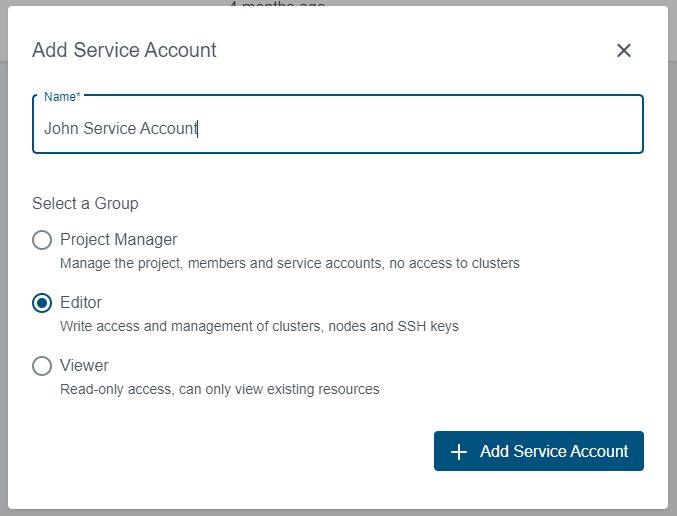 4 months ago
Add Service Account
Name*
John Service Account
Select a Group
Project Manager
Manage the project, members and service accounts, no access to clusters
Editor
Write access and management of clusters, nodes and SSH keys
Viewer
Read-only access, can only view existing resources
Add Service Account